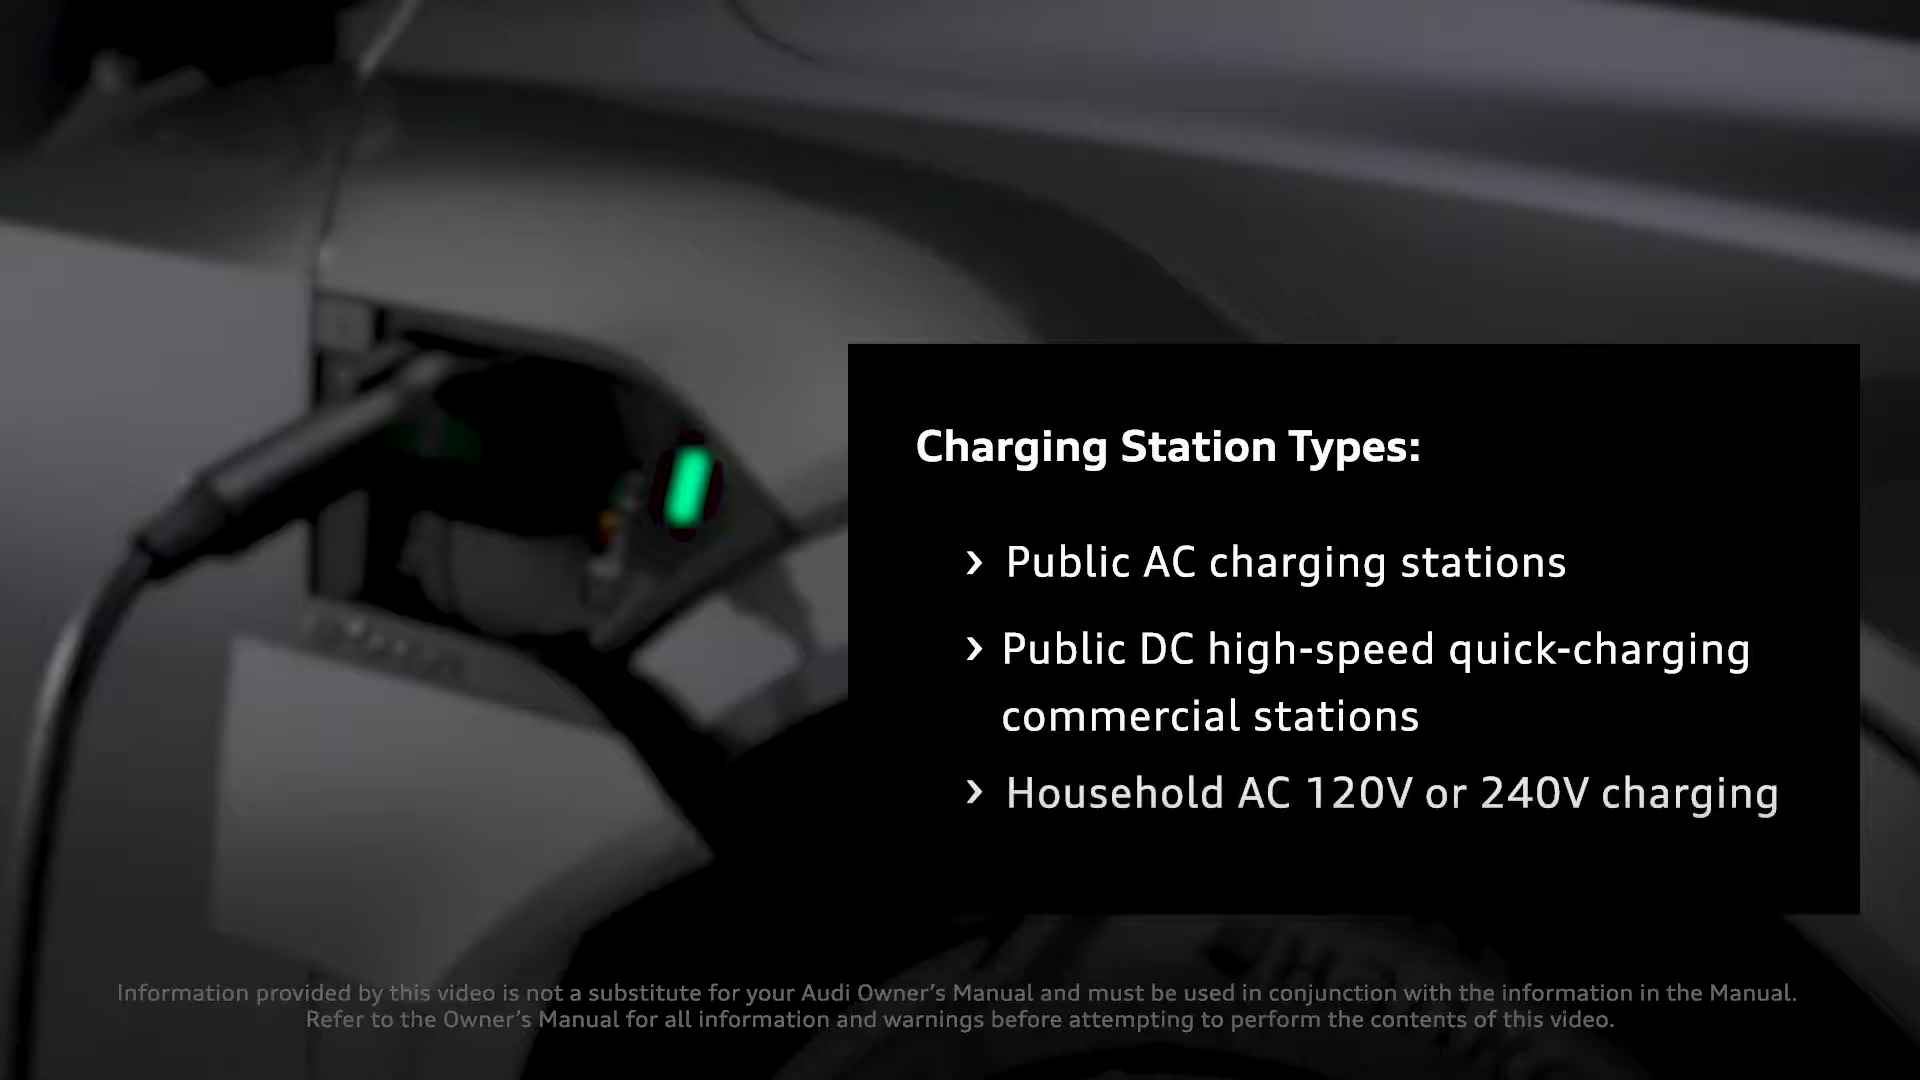 Charging Station Types:
› Public AC charging stations
› Public DC high-speed quick-charging
commercial stations
› Household AC 120V or 240V charging
Information provided by this video is not a substitute for your Audi Owner’s Manual and must be used in conjunction with the information in the Manual.
Refer to the Owner’s Manual for all information and warnings before attempting to perform the contents of this video.